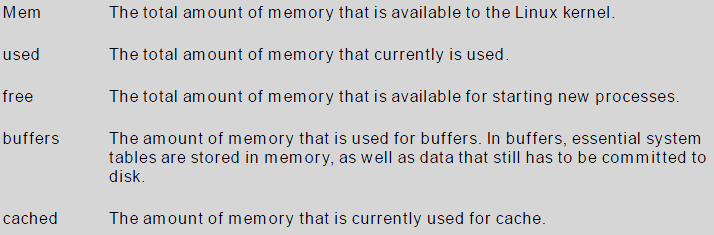 Mem The total amount of memory that is available to the Linux kernel.
used The total amount of memory that currently is used.
free The total amount of memory that is available for starting new processes.
buffers The amount of memory that is used for buffers. In buffers, essential system
tables are stored in memory, as well as data that still has to be committed to
disk.
cached The amount of memory that is currently used for cache.